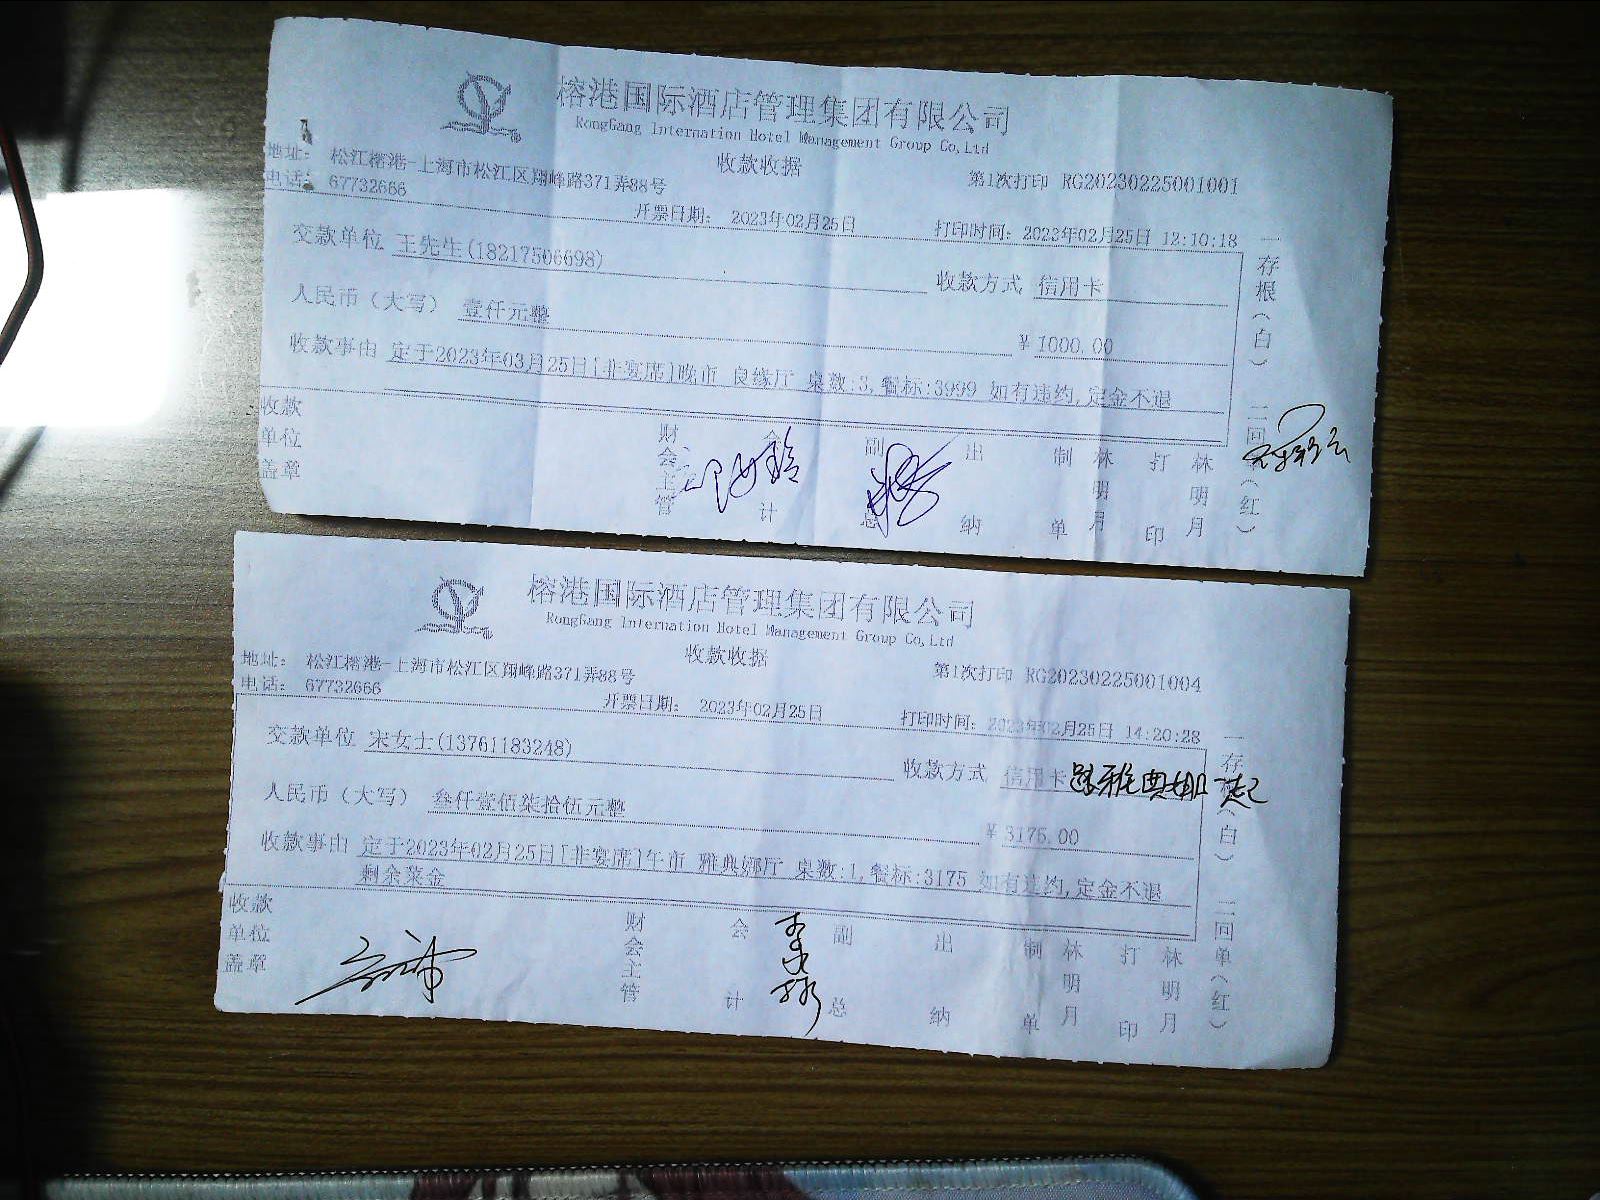 榕港国际酒店管理集团有限公司
RongGang Internation Hotel Management Group Co,Ltd
收款收据
地址： 松江榕港-上海市松江区翔峰路371弄88号
第1次打印 RG20230225001001
电话： 67732666
开票日期： 2023年02月25日
打印时间：2023年02月25日 12:10:18
交款单位 王先生(18217506698)
收款方式 信用卡
人民币（大写） 壹仟元整
¥ 1000.00
收款事由 定于2023年03月25日[非宴席]晚市 良缘厅 桌数:3,餐标:3999 如有违约,定金不退
收款单位盖章
财会主管
会计
副总
出纳
制单 林明月
打印 林明月
一存根（白）
二回单（红）
榕港国际酒店管理集团有限公司
RongGang Internation Hotel Management Group Co,Ltd
收款收据
地址： 松江榕港-上海市松江区翔峰路371弄88号
第1次打印 RG20230225001004
电话： 67732666
开票日期： 2023年02月25日
打印时间：2023年02月25日 14:20:28
交款单位 宋女士(13761183248)
收款方式 信用卡 雅典娜一起
人民币（大写） 叁仟壹佰柒拾伍元整
¥ 3175.00
收款事由 定于2023年02月25日[非宴席]午市 雅典娜厅 桌数:1,餐标:3175 如有违约,定金不退
剩余菜金
收款单位盖章
财会主管
会计
副总
出纳
制单 林明月
打印 林明月
一存根（白）
二回单（红）